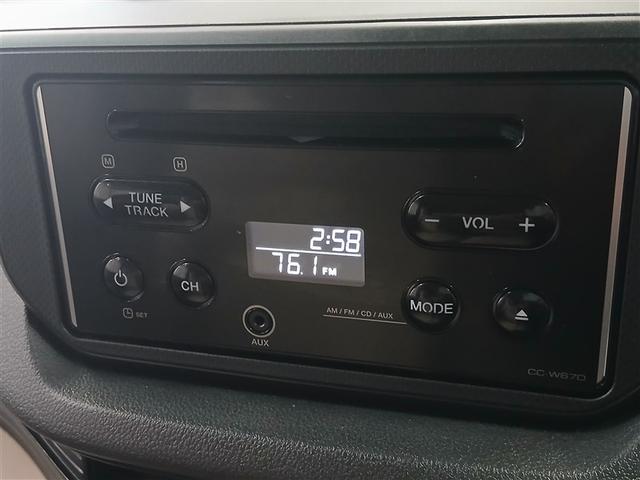 M H
TUNE
TRACK
− VOL +
2:58
76.1 FM
CH
MODE
AM / FM / CD / AUX
SET
AUX
CC-W67D